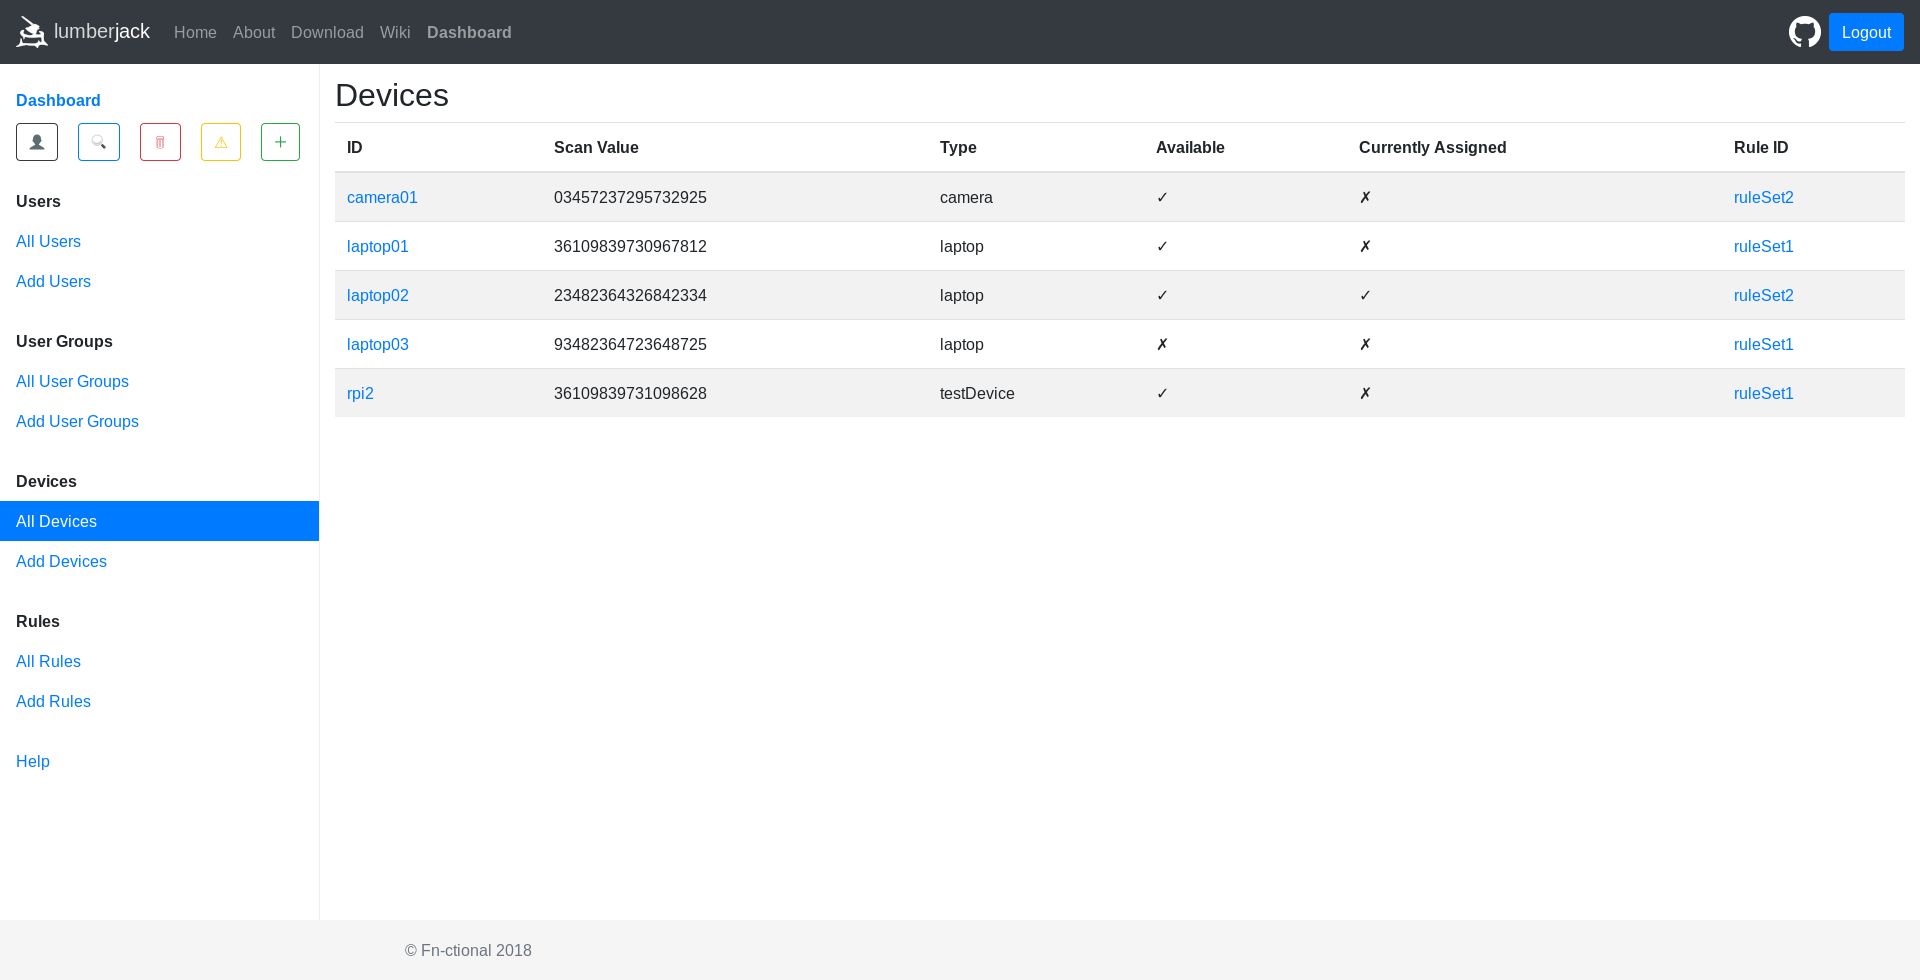 lumberjack Home About Download Wiki Dashboard Logout
Dashboard
Users
All Users
Add Users
User Groups
All User Groups
Add User Groups
Devices
All Devices
Add Devices
Rules
All Rules
Add Rules
Help
Devices
ID Scan Value Type Available Currently Assigned Rule ID
camera01 03457237295732925 camera ✓ ✗ ruleSet2
laptop01 36109839730967812 laptop ✓ ✗ ruleSet1
laptop02 23482364326842334 laptop ✓ ✓ ruleSet2
laptop03 93482364723648725 laptop ✗ ✗ ruleSet1
rpi2 36109839731098628 testDevice ✓ ✗ ruleSet1
© Fn-ctional 2018